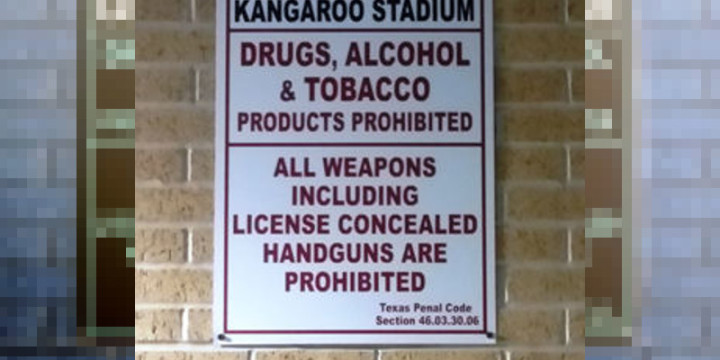 KANGAROO STADIUM
DRUGS, ALCOHOL
& TOBACCO
PRODUCTS PROHIBITED
ALL WEAPONS
INCLUDING
LICENSE CONCEALED
HANDGUNS ARE
PROHIBITED
Texas Penal Code
Section 46.03.30.06